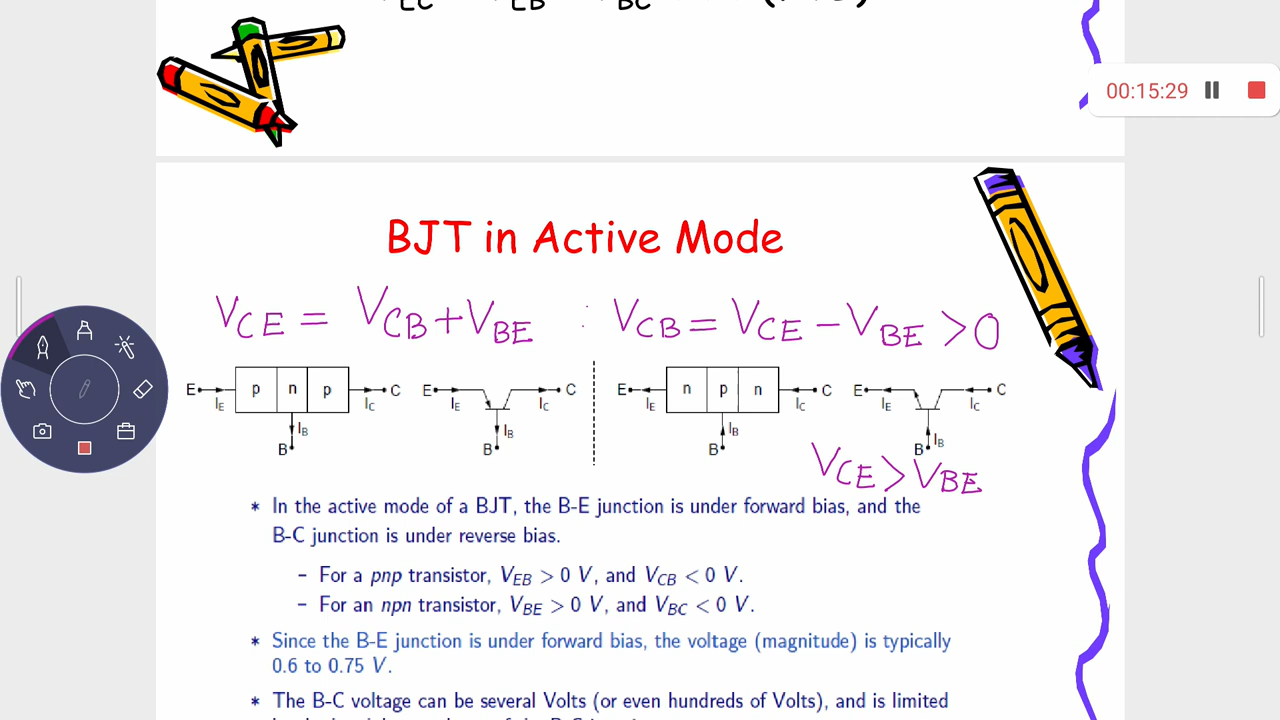 00:15:29
BJT in Active Mode
VCE = VCB+VBE VCB = VCE - VBE >0
E p n p C E C E n p n C E C
IE IC IE IC IE IC IE IC
IB IB IB IB
B B B B
VCE > VBE
* In the active mode of a BJT, the B-E junction is under forward bias, and the
B-C junction is under reverse bias.
– For a pnp transistor, VEB > 0 V, and VCB < 0 V.
– For an npn transistor, VBE > 0 V, and VBC < 0 V.
* Since the B-E junction is under forward bias, the voltage (magnitude) is typically
0.6 to 0.75 V.
* The B-C voltage can be several Volts (or even hundreds of Volts), and is limited